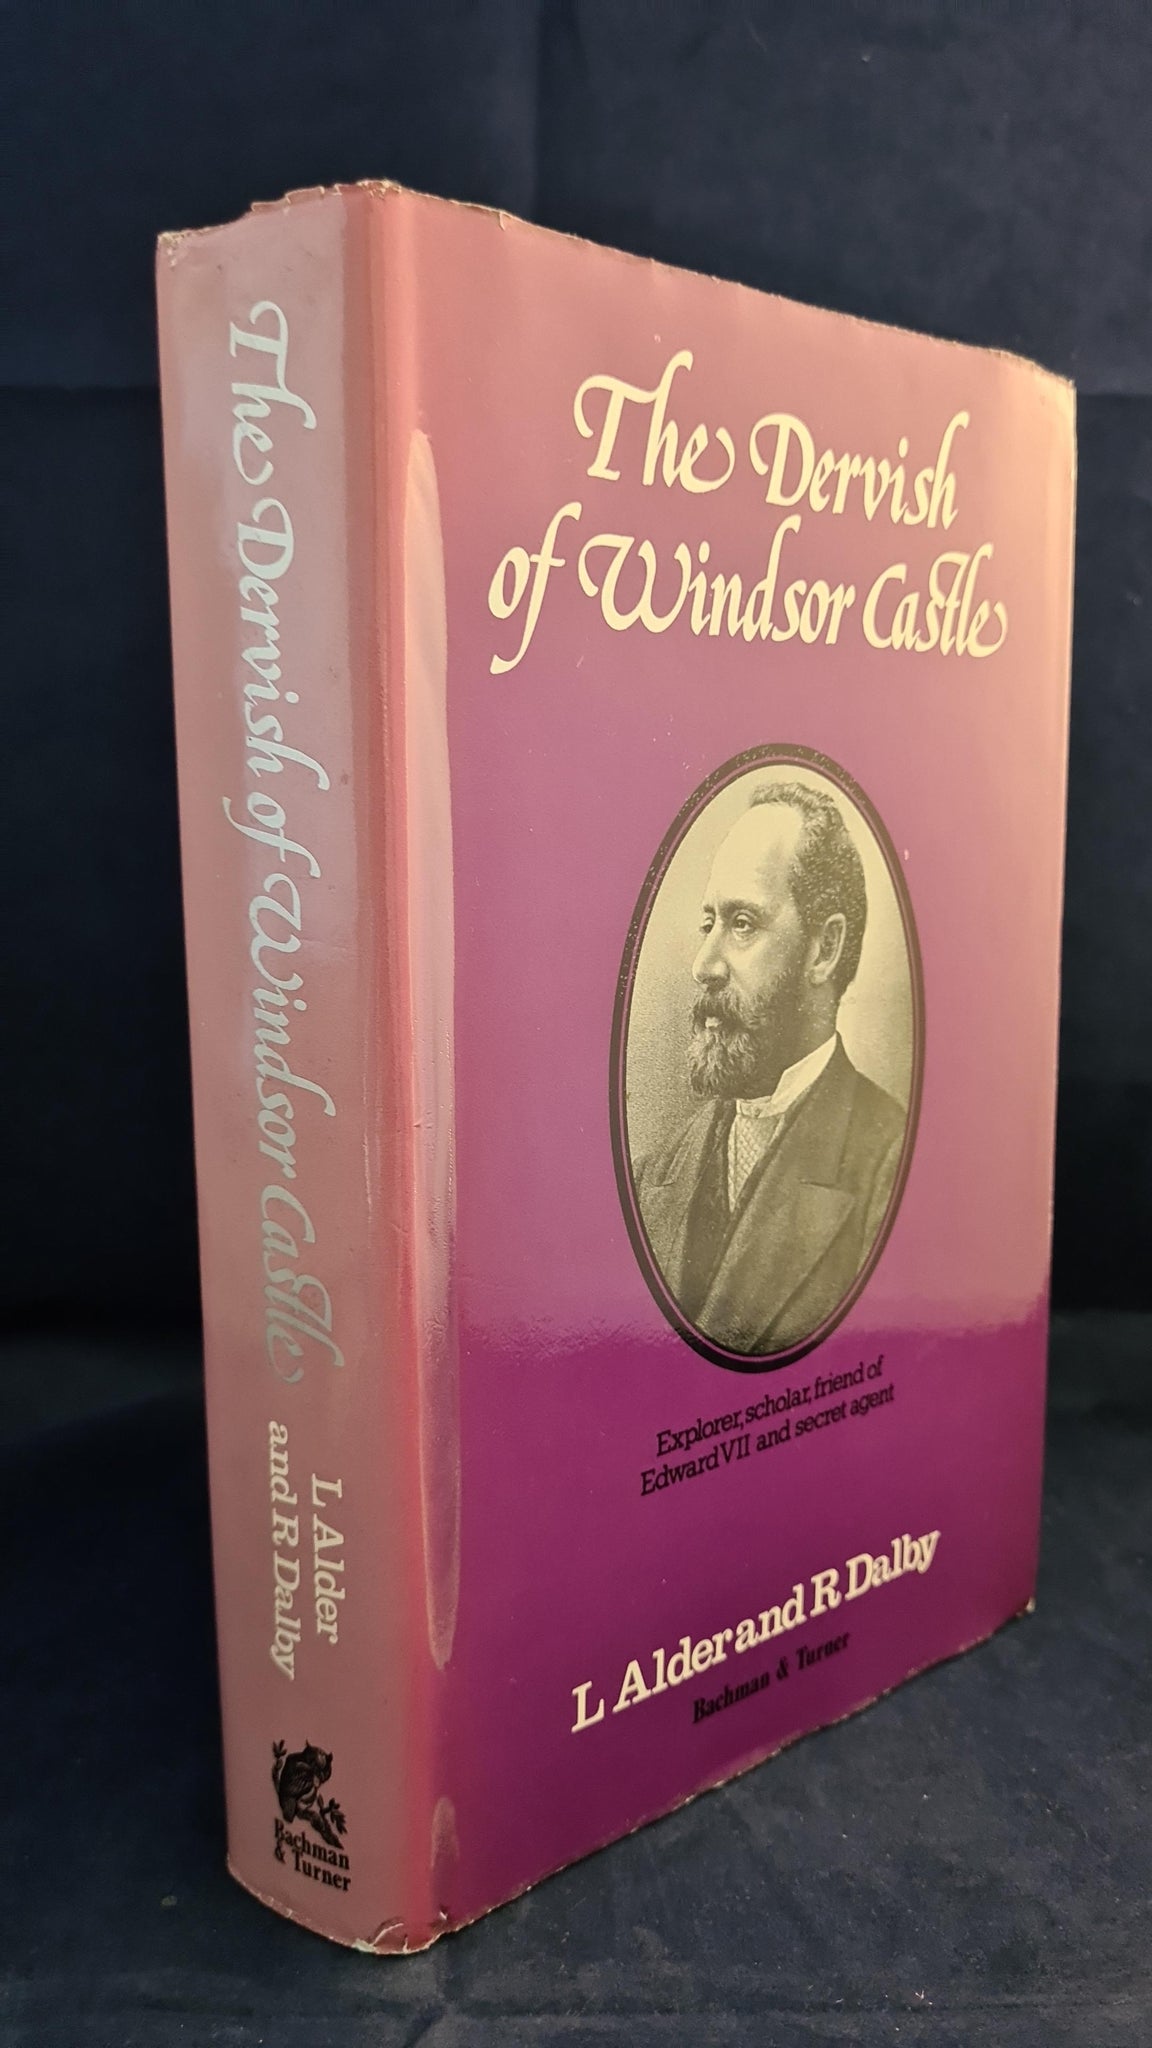 The Dervish of Windsor Castle
L Alder
and R Dalby
Bachman
& Turner
The Dervish
of Windsor Castle
Explorer, scholar, friend of
Edward VII and secret agent
L Alder and R Dalby
Bachman & Turner